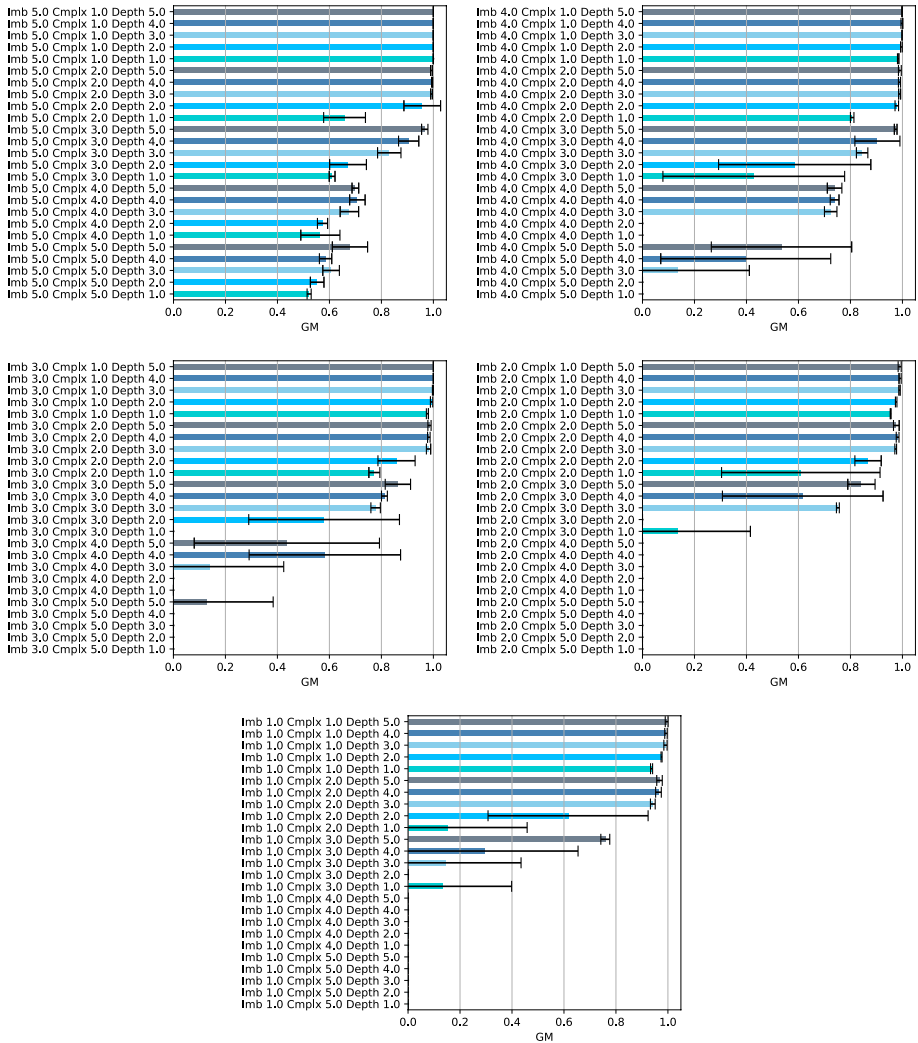 Imb 5.0 Cmplx 1.0 Depth 5.0
Imb 5.0 Cmplx 1.0 Depth 4.0
Imb 5.0 Cmplx 1.0 Depth 3.0
Imb 5.0 Cmplx 1.0 Depth 2.0
Imb 5.0 Cmplx 1.0 Depth 1.0
Imb 5.0 Cmplx 2.0 Depth 5.0
Imb 5.0 Cmplx 2.0 Depth 4.0
Imb 5.0 Cmplx 2.0 Depth 3.0
Imb 5.0 Cmplx 2.0 Depth 2.0
Imb 5.0 Cmplx 2.0 Depth 1.0
Imb 5.0 Cmplx 3.0 Depth 5.0
Imb 5.0 Cmplx 3.0 Depth 4.0
Imb 5.0 Cmplx 3.0 Depth 3.0
Imb 5.0 Cmplx 3.0 Depth 2.0
Imb 5.0 Cmplx 3.0 Depth 1.0
Imb 5.0 Cmplx 4.0 Depth 5.0
Imb 5.0 Cmplx 4.0 Depth 4.0
Imb 5.0 Cmplx 4.0 Depth 3.0
Imb 5.0 Cmplx 4.0 Depth 2.0
Imb 5.0 Cmplx 4.0 Depth 1.0
Imb 5.0 Cmplx 5.0 Depth 5.0
Imb 5.0 Cmplx 5.0 Depth 4.0
Imb 5.0 Cmplx 5.0 Depth 3.0
Imb 5.0 Cmplx 5.0 Depth 2.0
Imb 5.0 Cmplx 5.0 Depth 1.0
0.0 0.2 0.4 0.6 0.8 1.0
GM
Imb 4.0 Cmplx 1.0 Depth 5.0
Imb 4.0 Cmplx 1.0 Depth 4.0
Imb 4.0 Cmplx 1.0 Depth 3.0
Imb 4.0 Cmplx 1.0 Depth 2.0
Imb 4.0 Cmplx 1.0 Depth 1.0
Imb 4.0 Cmplx 2.0 Depth 5.0
Imb 4.0 Cmplx 2.0 Depth 4.0
Imb 4.0 Cmplx 2.0 Depth 3.0
Imb 4.0 Cmplx 2.0 Depth 2.0
Imb 4.0 Cmplx 2.0 Depth 1.0
Imb 4.0 Cmplx 3.0 Depth 5.0
Imb 4.0 Cmplx 3.0 Depth 4.0
Imb 4.0 Cmplx 3.0 Depth 3.0
Imb 4.0 Cmplx 3.0 Depth 2.0
Imb 4.0 Cmplx 3.0 Depth 1.0
Imb 4.0 Cmplx 4.0 Depth 5.0
Imb 4.0 Cmplx 4.0 Depth 4.0
Imb 4.0 Cmplx 4.0 Depth 3.0
Imb 4.0 Cmplx 4.0 Depth 2.0
Imb 4.0 Cmplx 4.0 Depth 1.0
Imb 4.0 Cmplx 5.0 Depth 5.0
Imb 4.0 Cmplx 5.0 Depth 4.0
Imb 4.0 Cmplx 5.0 Depth 3.0
Imb 4.0 Cmplx 5.0 Depth 2.0
Imb 4.0 Cmplx 5.0 Depth 1.0
0.0 0.2 0.4 0.6 0.8 1.0
GM
Imb 3.0 Cmplx 1.0 Depth 5.0
Imb 3.0 Cmplx 1.0 Depth 4.0
Imb 3.0 Cmplx 1.0 Depth 3.0
Imb 3.0 Cmplx 1.0 Depth 2.0
Imb 3.0 Cmplx 1.0 Depth 1.0
Imb 3.0 Cmplx 2.0 Depth 5.0
Imb 3.0 Cmplx 2.0 Depth 4.0
Imb 3.0 Cmplx 2.0 Depth 3.0
Imb 3.0 Cmplx 2.0 Depth 2.0
Imb 3.0 Cmplx 2.0 Depth 1.0
Imb 3.0 Cmplx 3.0 Depth 5.0
Imb 3.0 Cmplx 3.0 Depth 4.0
Imb 3.0 Cmplx 3.0 Depth 3.0
Imb 3.0 Cmplx 3.0 Depth 2.0
Imb 3.0 Cmplx 3.0 Depth 1.0
Imb 3.0 Cmplx 4.0 Depth 5.0
Imb 3.0 Cmplx 4.0 Depth 4.0
Imb 3.0 Cmplx 4.0 Depth 3.0
Imb 3.0 Cmplx 4.0 Depth 2.0
Imb 3.0 Cmplx 4.0 Depth 1.0
Imb 3.0 Cmplx 5.0 Depth 5.0
Imb 3.0 Cmplx 5.0 Depth 4.0
Imb 3.0 Cmplx 5.0 Depth 3.0
Imb 3.0 Cmplx 5.0 Depth 2.0
Imb 3.0 Cmplx 5.0 Depth 1.0
0.0 0.2 0.4 0.6 0.8 1.0
GM
Imb 2.0 Cmplx 1.0 Depth 5.0
Imb 2.0 Cmplx 1.0 Depth 4.0
Imb 2.0 Cmplx 1.0 Depth 3.0
Imb 2.0 Cmplx 1.0 Depth 2.0
Imb 2.0 Cmplx 1.0 Depth 1.0
Imb 2.0 Cmplx 2.0 Depth 5.0
Imb 2.0 Cmplx 2.0 Depth 4.0
Imb 2.0 Cmplx 2.0 Depth 3.0
Imb 2.0 Cmplx 2.0 Depth 2.0
Imb 2.0 Cmplx 2.0 Depth 1.0
Imb 2.0 Cmplx 3.0 Depth 5.0
Imb 2.0 Cmplx 3.0 Depth 4.0
Imb 2.0 Cmplx 3.0 Depth 3.0
Imb 2.0 Cmplx 3.0 Depth 2.0
Imb 2.0 Cmplx 3.0 Depth 1.0
Imb 2.0 Cmplx 4.0 Depth 5.0
Imb 2.0 Cmplx 4.0 Depth 4.0
Imb 2.0 Cmplx 4.0 Depth 3.0
Imb 2.0 Cmplx 4.0 Depth 2.0
Imb 2.0 Cmplx 4.0 Depth 1.0
Imb 2.0 Cmplx 5.0 Depth 5.0
Imb 2.0 Cmplx 5.0 Depth 4.0
Imb 2.0 Cmplx 5.0 Depth 3.0
Imb 2.0 Cmplx 5.0 Depth 2.0
Imb 2.0 Cmplx 5.0 Depth 1.0
0.0 0.2 0.4 0.6 0.8 1.0
GM
Imb 1.0 Cmplx 1.0 Depth 5.0
Imb 1.0 Cmplx 1.0 Depth 4.0
Imb 1.0 Cmplx 1.0 Depth 3.0
Imb 1.0 Cmplx 1.0 Depth 2.0
Imb 1.0 Cmplx 1.0 Depth 1.0
Imb 1.0 Cmplx 2.0 Depth 5.0
Imb 1.0 Cmplx 2.0 Depth 4.0
Imb 1.0 Cmplx 2.0 Depth 3.0
Imb 1.0 Cmplx 2.0 Depth 2.0
Imb 1.0 Cmplx 2.0 Depth 1.0
Imb 1.0 Cmplx 3.0 Depth 5.0
Imb 1.0 Cmplx 3.0 Depth 4.0
Imb 1.0 Cmplx 3.0 Depth 3.0
Imb 1.0 Cmplx 3.0 Depth 2.0
Imb 1.0 Cmplx 3.0 Depth 1.0
Imb 1.0 Cmplx 4.0 Depth 5.0
Imb 1.0 Cmplx 4.0 Depth 4.0
Imb 1.0 Cmplx 4.0 Depth 3.0
Imb 1.0 Cmplx 4.0 Depth 2.0
Imb 1.0 Cmplx 4.0 Depth 1.0
Imb 1.0 Cmplx 5.0 Depth 5.0
Imb 1.0 Cmplx 5.0 Depth 4.0
Imb 1.0 Cmplx 5.0 Depth 3.0
Imb 1.0 Cmplx 5.0 Depth 2.0
Imb 1.0 Cmplx 5.0 Depth 1.0
0.0 0.2 0.4 0.6 0.8 1.0
GM